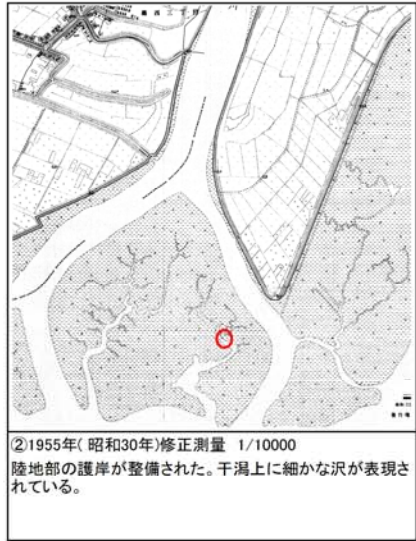 ②1955年(昭和30年)修正測量 1/10000
陸地部の護岸が整備された。干潟上に細かな沢が表現さ
れている。